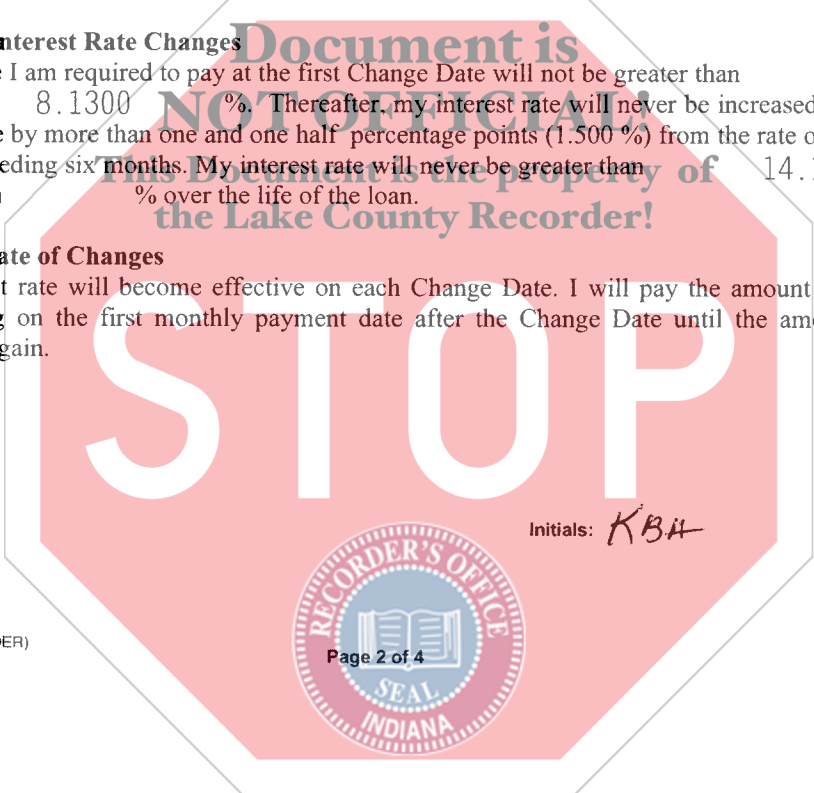 nterest Rate Changes
Document is
I am required to pay at the first Change Date will not be greater than
8.1300 %. Thereafter, my interest rate will never be increased
NOT OFFICIAL!
e by more than one and one half percentage points (1.500 %) from the rate o
eding six months. My interest rate will never be greater than 14.1
This Document is the property of
% over the life of the loan.
the Lake County Recorder!
ate of Changes
t rate will become effective on each Change Date. I will pay the amount
g on the first monthly payment date after the Change Date until the am
gain.
STOP
Initials: KBH
RECORDER'S OFFICE
ER)
Page 2 of 4
SEAL
INDIANA